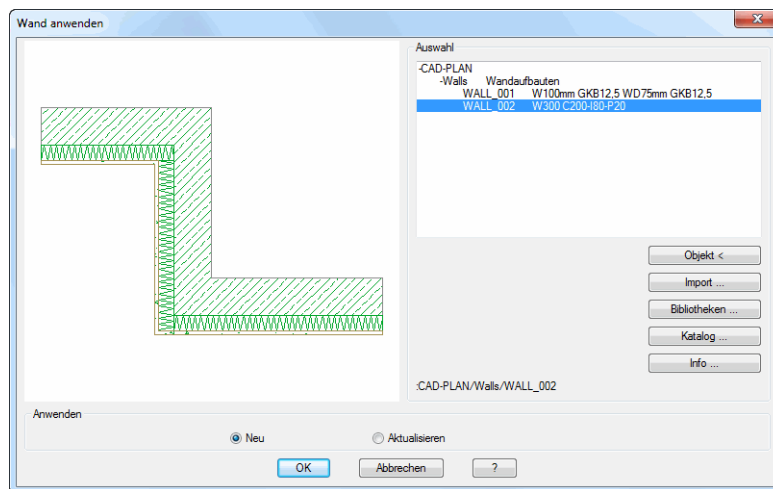 Wand anwenden
Auswahl
-CAD-PLAN
-Walls Wandaufbauten
WALL_001 W100mm GKB12,5 WD75mm GKB12,5
WALL_002 W300 C200-I80-P20
Objekt <
Import ...
Bibliotheken ...
Katalog ...
Info ...
:CAD-PLAN/Walls/WALL_002
Anwenden
Neu
Aktualisieren
OK
Abbrechen
?